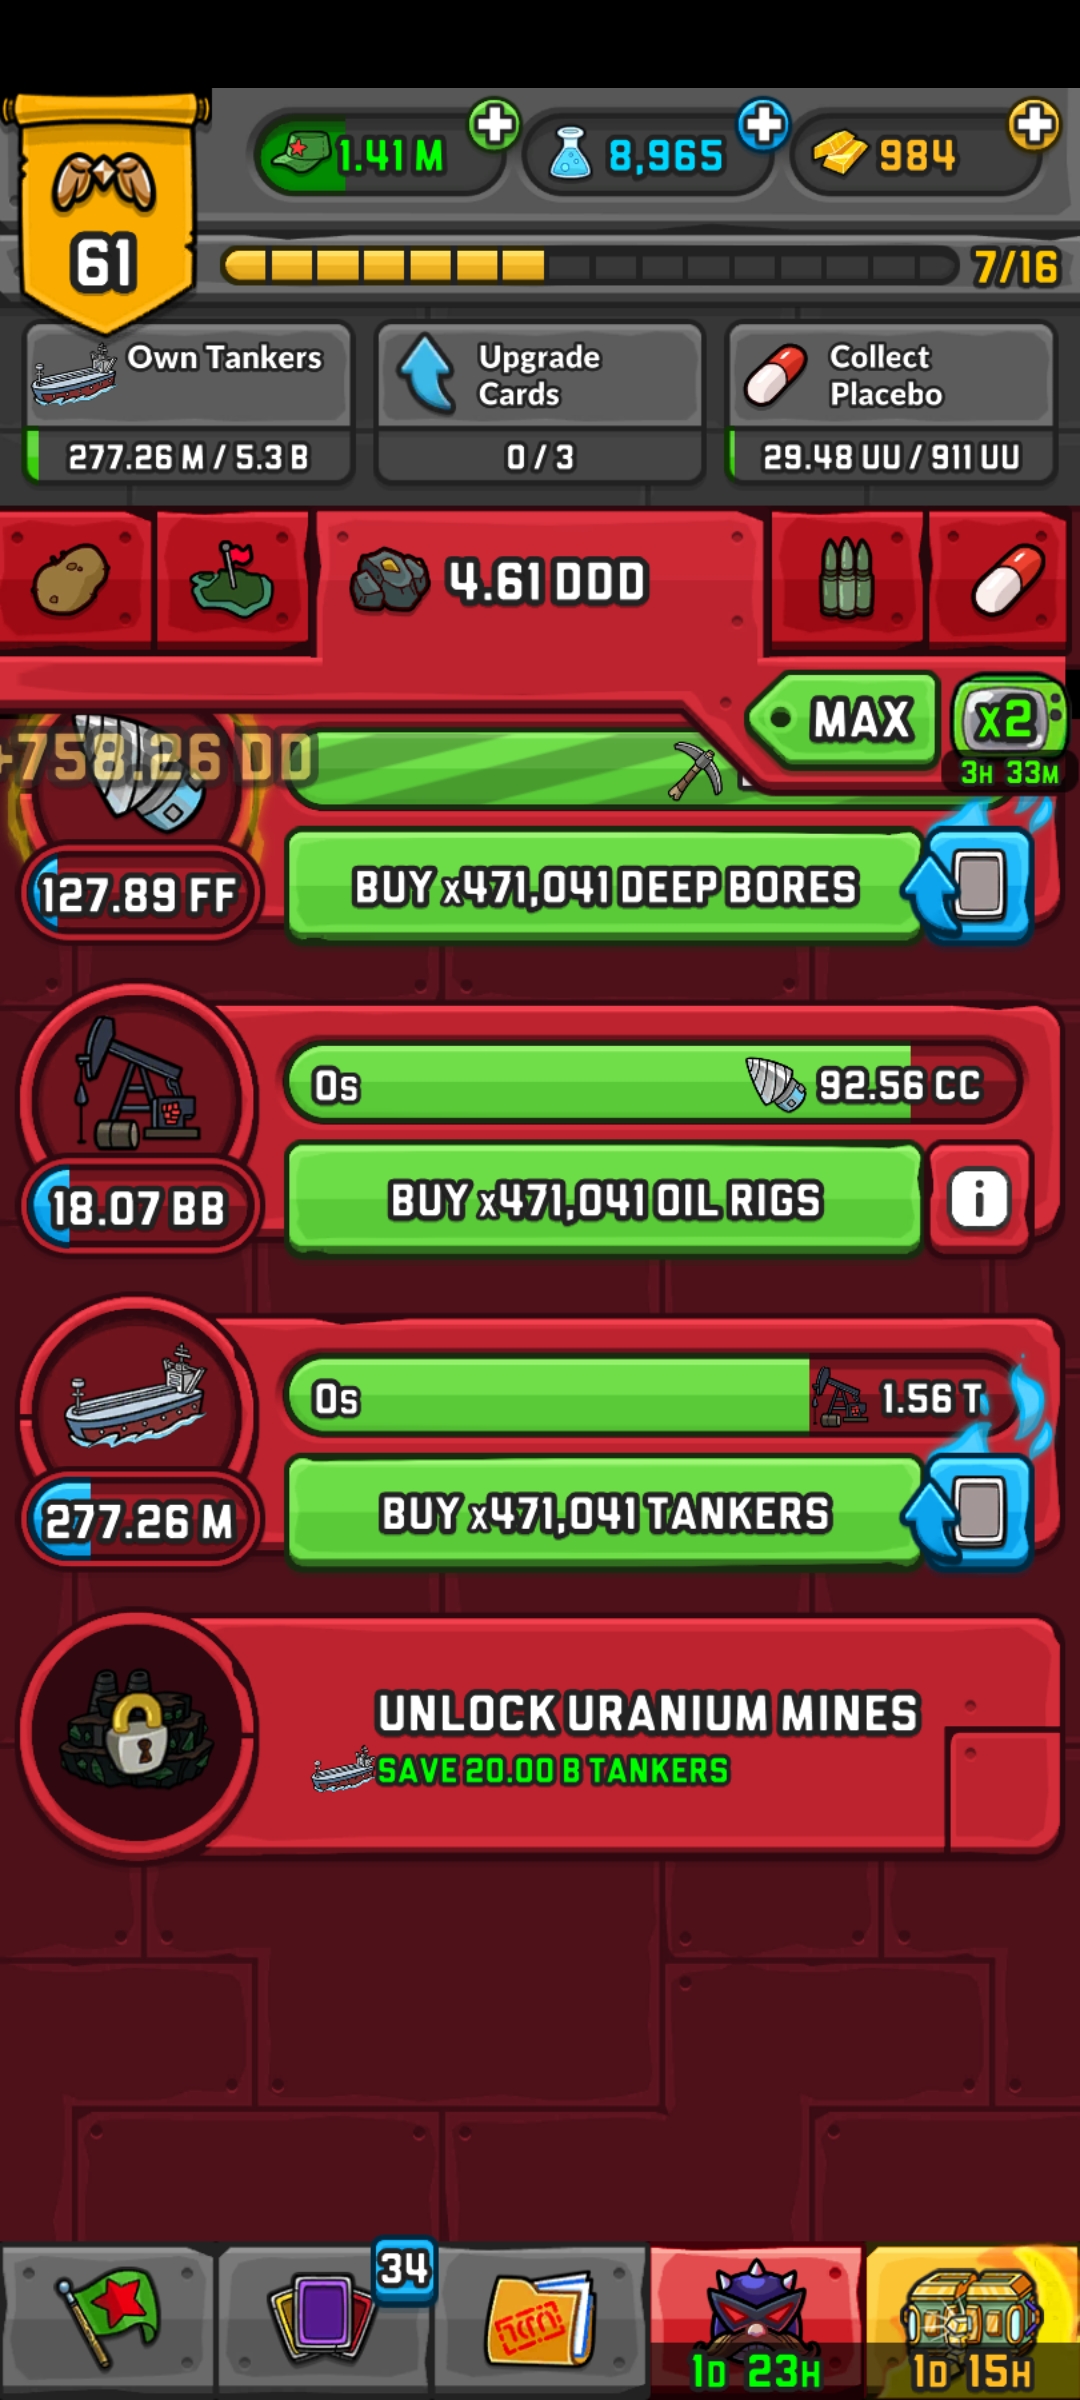 1.41 M
8,965
984
61
7/16
Own Tankers
277.26 M / 5.3 B
Upgrade
Cards
0 / 3
Collect
Placebo
29.48 UU / 911 UU
4.61 DDD
MAX
x2
3H 33M
+758.26 DD
127.89 FF
BUY x471,041 DEEP BORES
0s
92.56 CC
18.07 BB
BUY x471,041 OIL RIGS
i
0s
1.56 T
277.26 M
BUY x471,041 TANKERS
UNLOCK URANIUM MINES
SAVE 20.00 B TANKERS
34
1D 23H
1D 15H